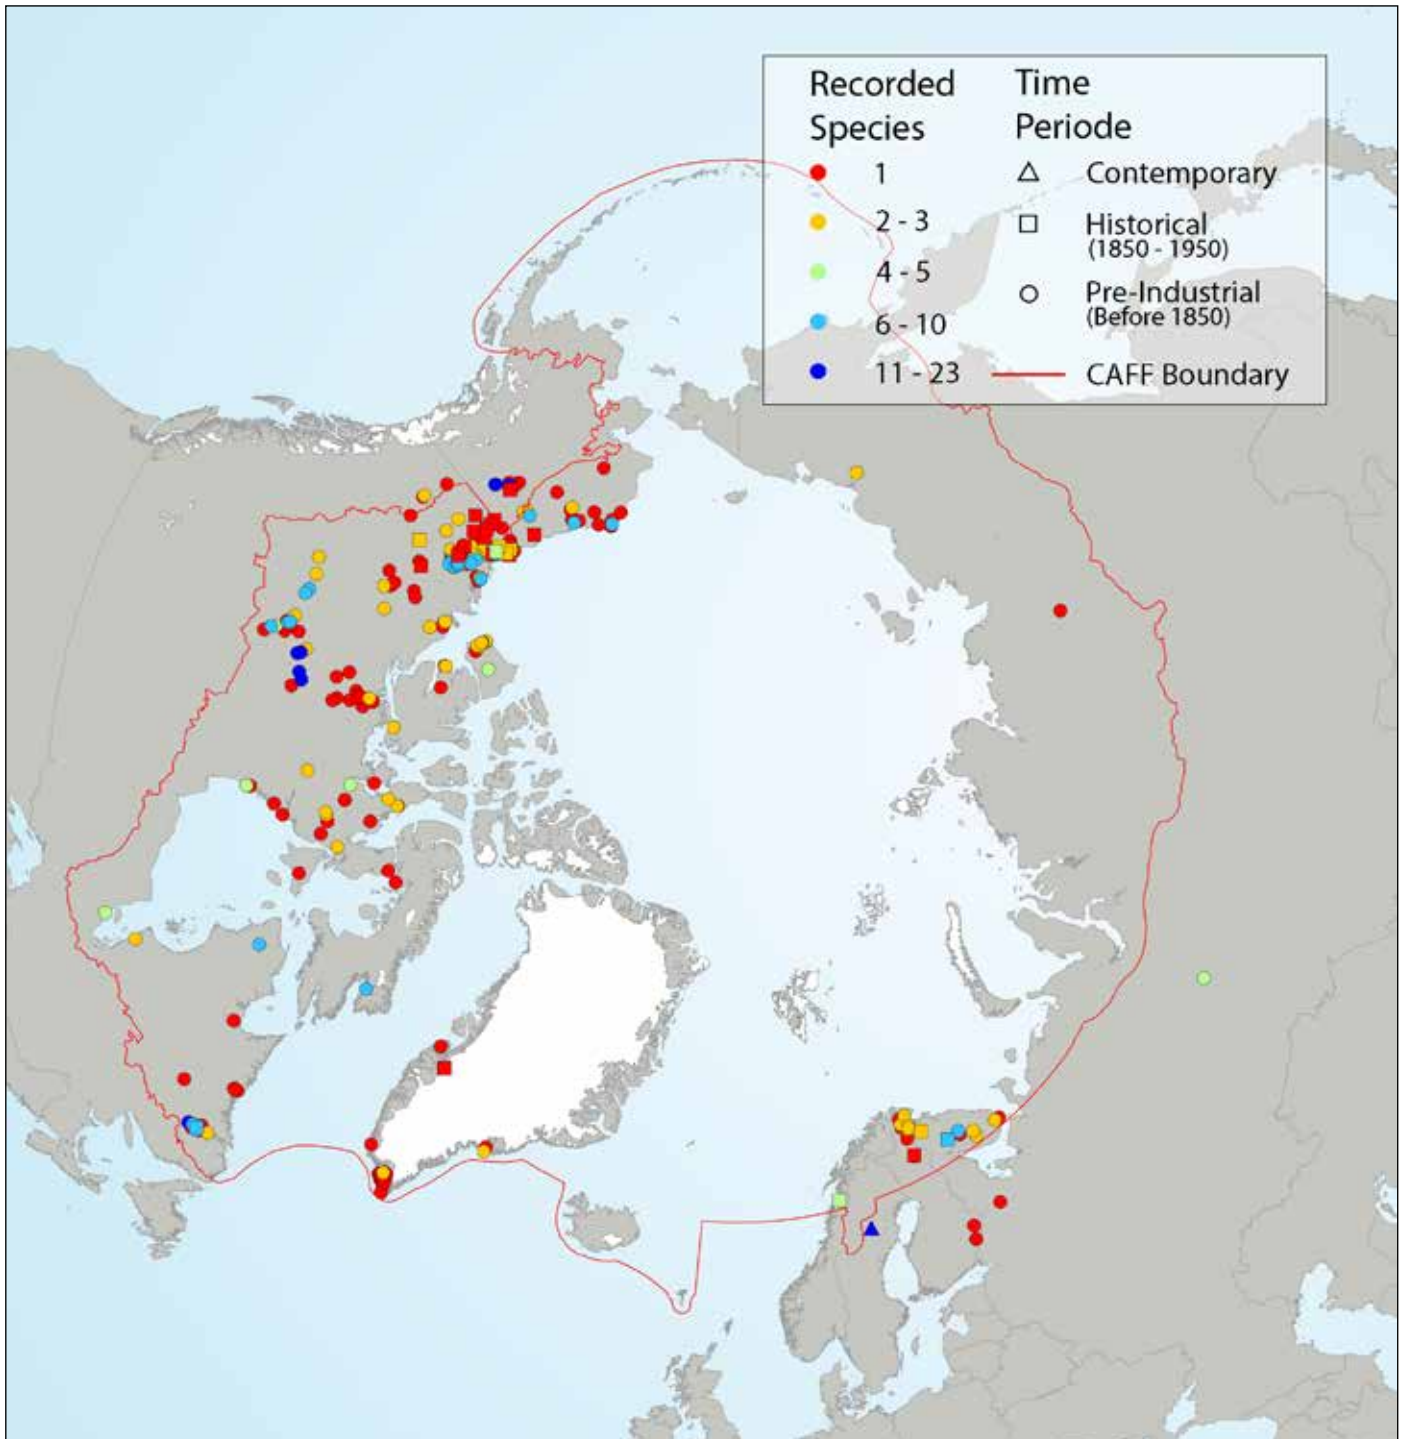 Recorded Species
1
2 - 3
4 - 5
6 - 10
11 - 23
Time Periode
Contemporary
Historical
(1850 - 1950)
Pre-Industrial
(Before 1850)
CAFF Boundary